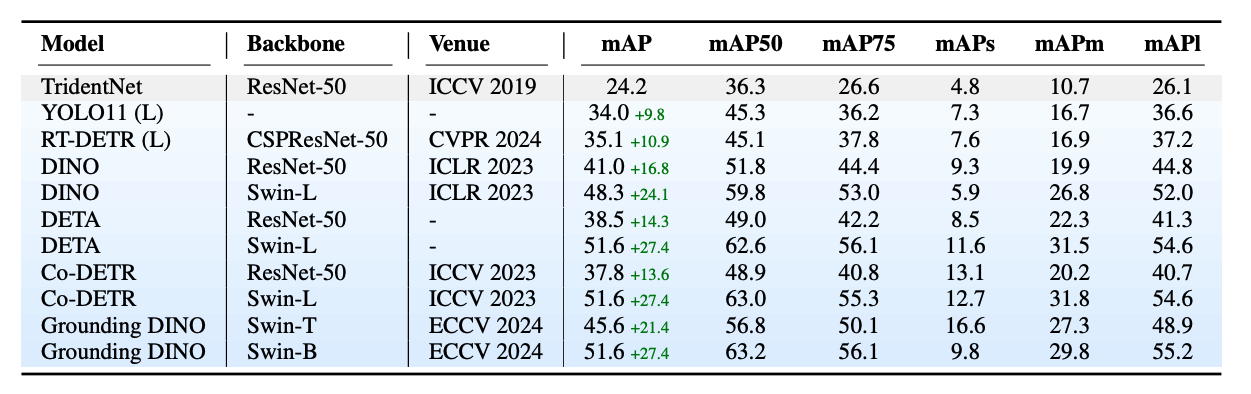 Model Backbone Venue mAP mAP50 mAP75 mAPs mAPm mAPl
TridentNet ResNet-50 ICCV 2019 24.2 36.3 26.6 4.8 10.7 26.1
YOLO11 (L) - - 34.0 +9.8 45.3 36.2 7.3 16.7 36.6
RT-DETR (L) CSPResNet-50 CVPR 2024 35.1 +10.9 45.1 37.8 7.6 16.9 37.2
DINO ResNet-50 ICLR 2023 41.0 +16.8 51.8 44.4 9.3 19.9 44.8
DINO Swin-L ICLR 2023 48.3 +24.1 59.8 53.0 5.9 26.8 52.0
DETA ResNet-50 - 38.5 +14.3 49.0 42.2 8.5 22.3 41.3
DETA Swin-L - 51.6 +27.4 62.6 56.1 11.6 31.5 54.6
Co-DETR ResNet-50 ICCV 2023 37.8 +13.6 48.9 40.8 13.1 20.2 40.7
Co-DETR Swin-L ICCV 2023 51.6 +27.4 63.0 55.3 12.7 31.8 54.6
Grounding DINO Swin-T ECCV 2024 45.6 +21.4 56.8 50.1 16.6 27.3 48.9
Grounding DINO Swin-B ECCV 2024 51.6 +27.4 63.2 56.1 9.8 29.8 55.2